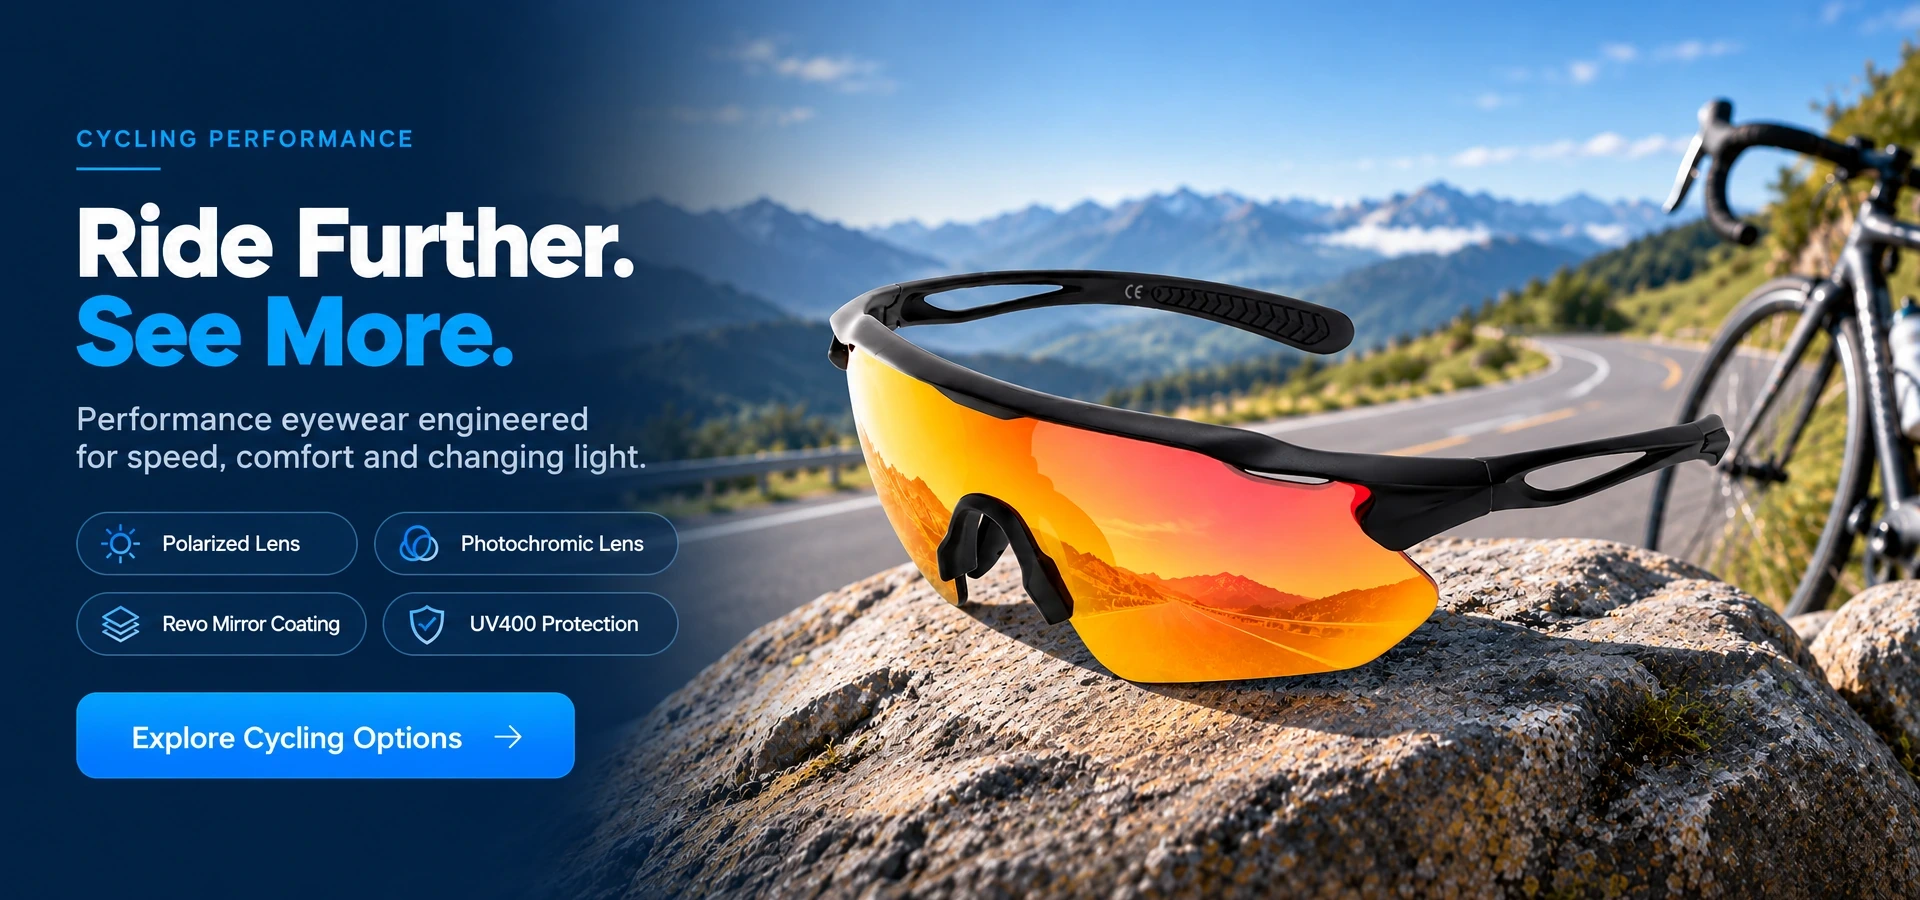 CYCLING PERFORMANCE
Ride Further.
See More.
Performance eyewear engineered
for speed, comfort and changing light.
Polarized Lens
Photochromic Lens
Revo Mirror Coating
UV400 Protection
Explore Cycling Options
CE